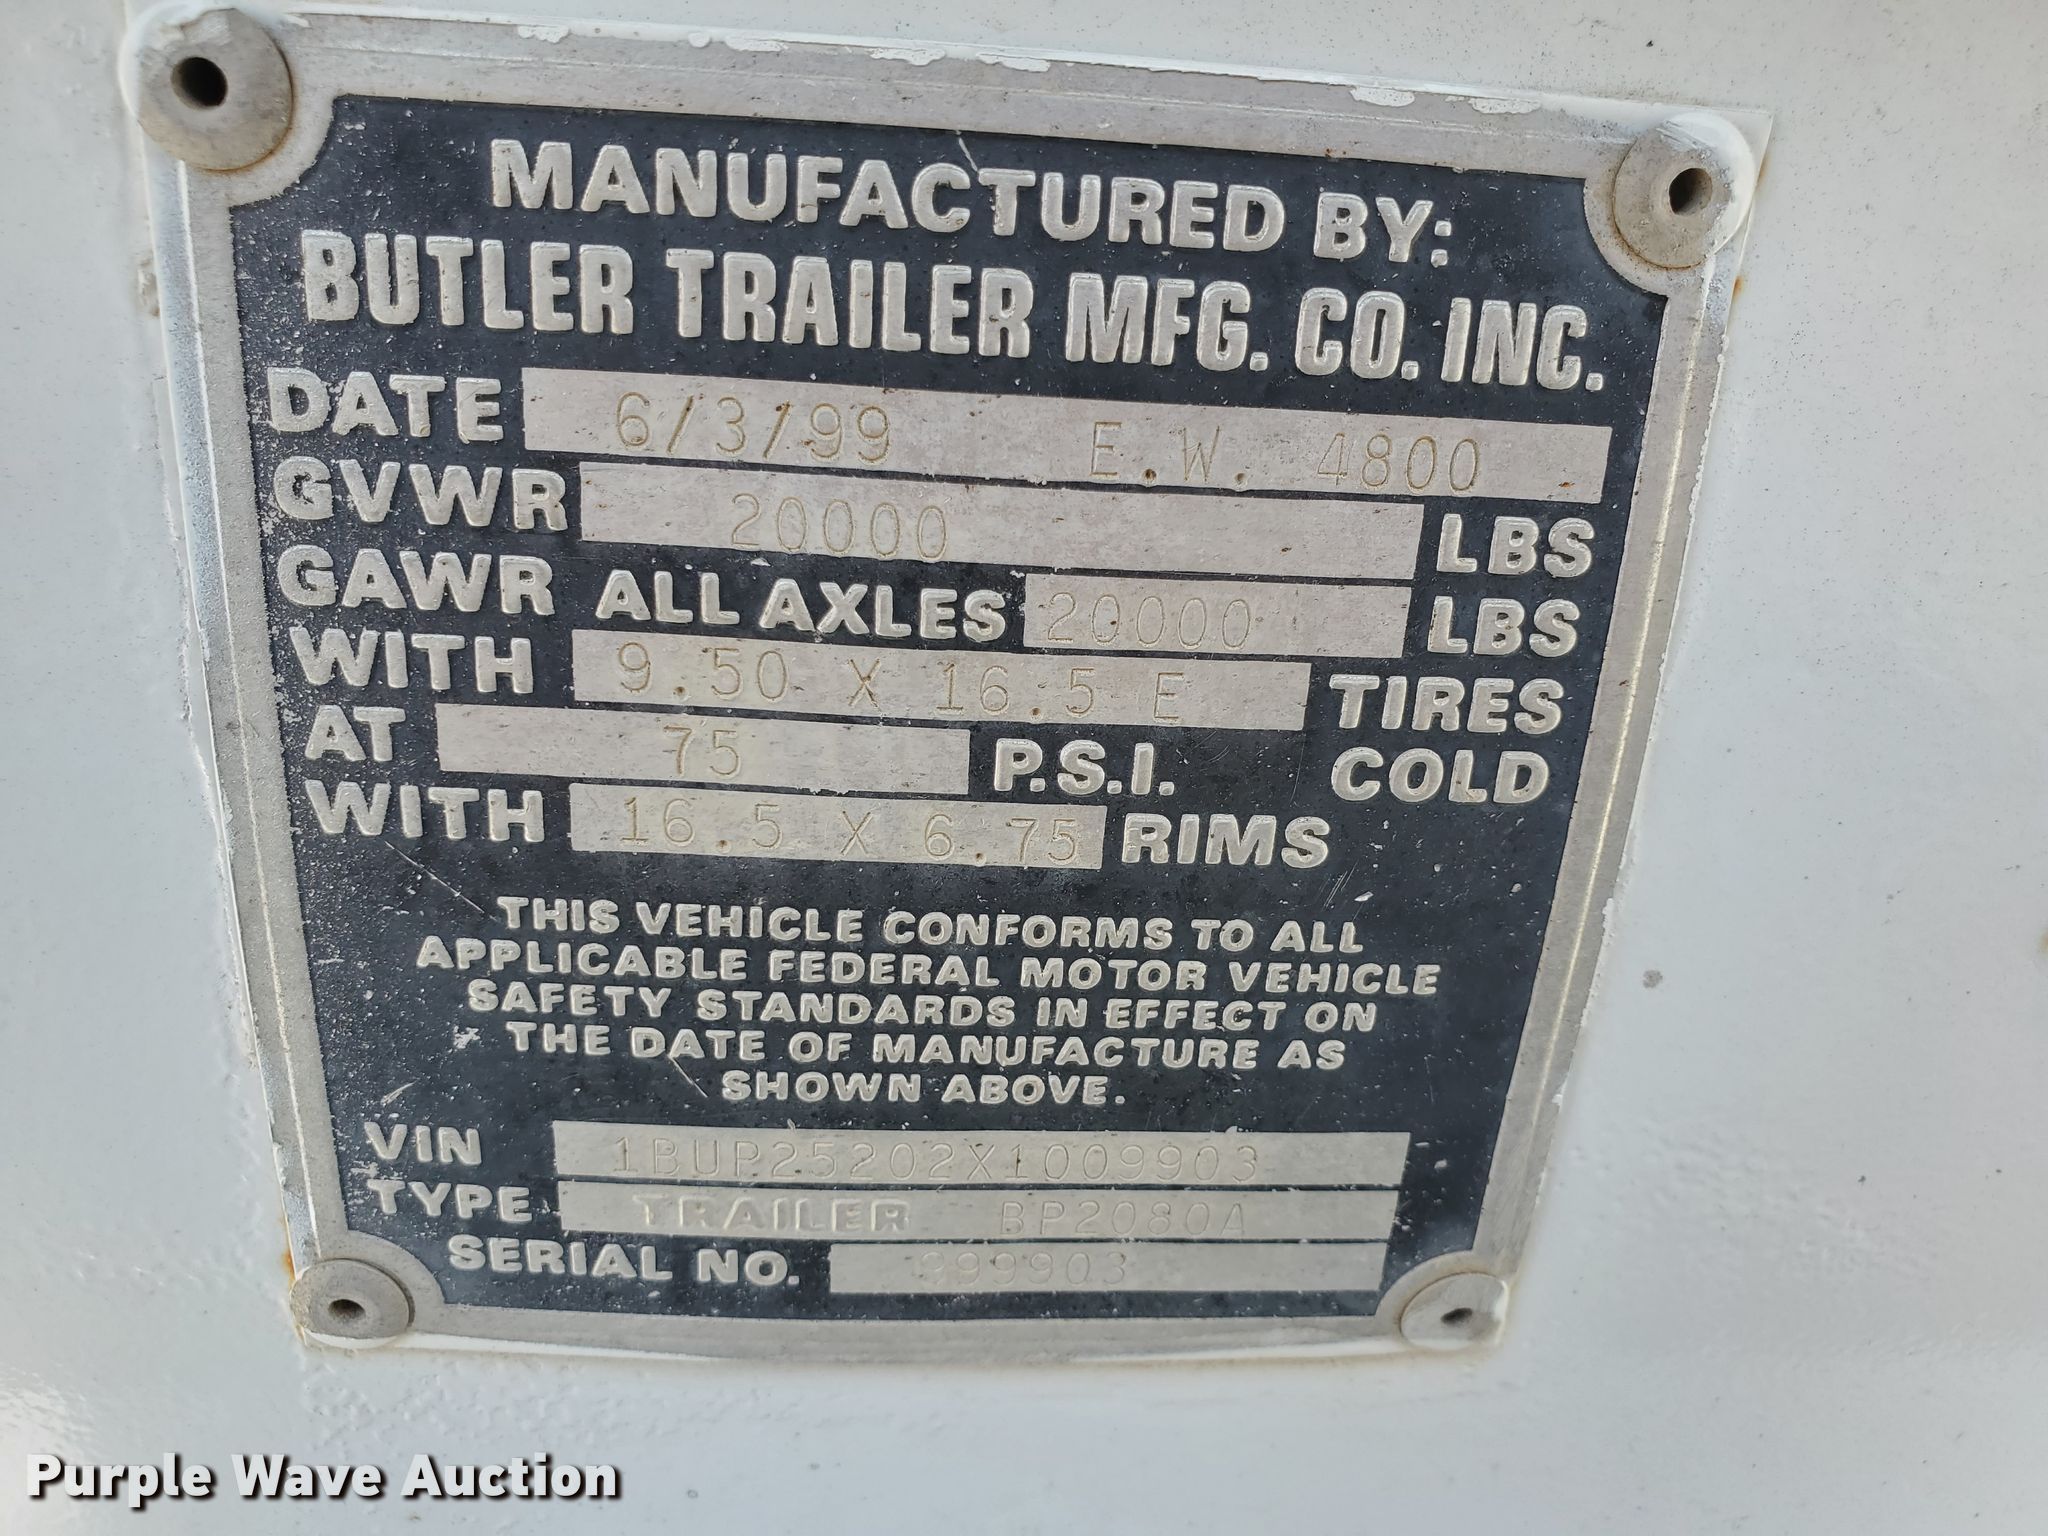 MANUFACTURED BY:
BUTLER TRAILER MFG. CO. INC.
DATE 6/3/99 E.W. 4800
GVWR 20000 LBS
GAWR ALL AXLES 20000 LBS
WITH 9.50 X 16.5 E TIRES
AT 75 P.S.I. COLD
WITH 16.5 X 6.75 RIMS
THIS VEHICLE CONFORMS TO ALL
APPLICABLE FEDERAL MOTOR VEHICLE
SAFETY STANDARDS IN EFFECT ON
THE DATE OF MANUFACTURE AS
SHOWN ABOVE.
VIN 1BUP25202X1009903
TYPE TRAILER BP2080A
SERIAL NO. 999903
Purple Wave Auction